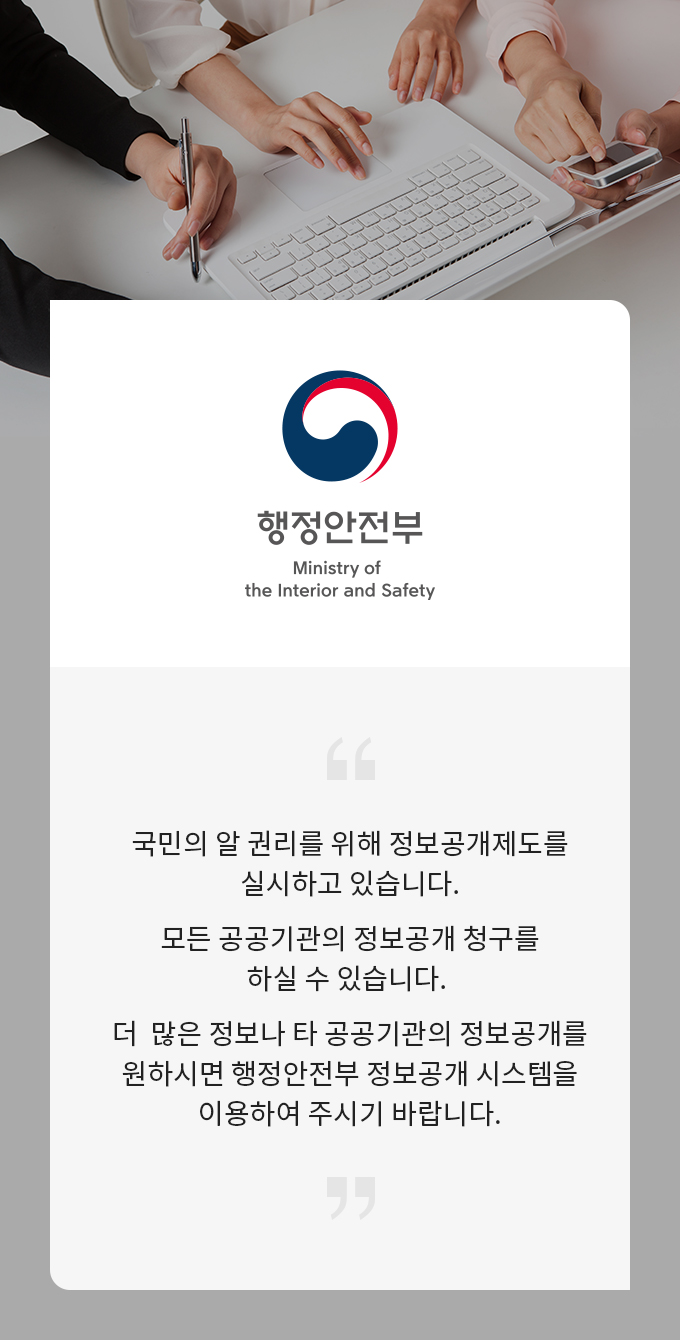 행정안전부
Ministry of
the Interior and Safety
“
국민의 알 권리를 위해 정보공개제도를
실시하고 있습니다.
모든 공공기관의 정보공개 청구를
하실 수 있습니다.
더  많은 정보나 타 공공기관의 정보공개를
원하시면 행정안전부 정보공개 시스템을
이용하여 주시기 바랍니다.
”